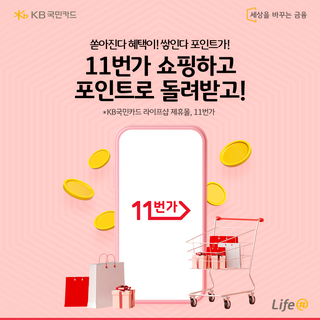 KB국민카드
세상을 바꾸는 금융
쏟아진다 혜택이! 쌓인다 포인트가!
11번가 쇼핑하고
포인트로 돌려받고!
*KB국민카드 라이프샵 제휴몰, 11번가
11번가
Life